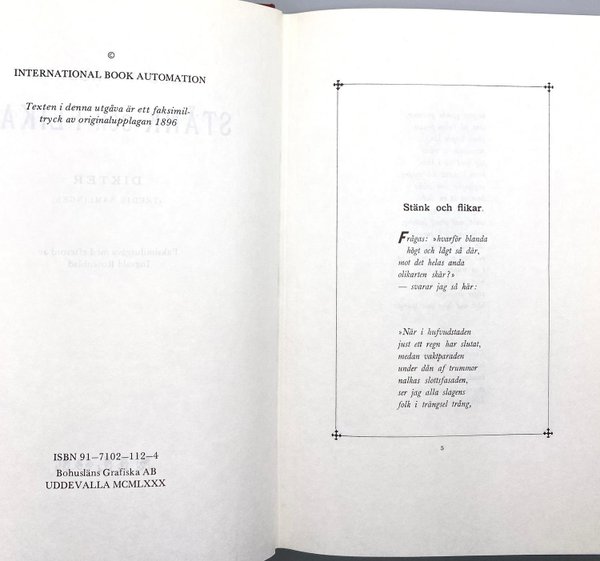 ©
INTERNATIONAL BOOK AUTOMATION
Texten i denna utgåva är ett faksimil-
tryck av originalupplagan 1896
ISBN 91-7102-112-4
Bohusläns Grafiska AB
UDDEVALLA MCMLXXX
Stänk och flikar.
Frågas: »hvarför blanda
högt och lågt så där,
mot det helas anda
olikarten skär?»
— svarar jag så här:
»När i hufvudstaden
just ett regn har slutat,
medan vaktparaden
under dån af trummor
nalkas slottsfasaden,
ser jag alla slagens
folk i trängsel trång,
5